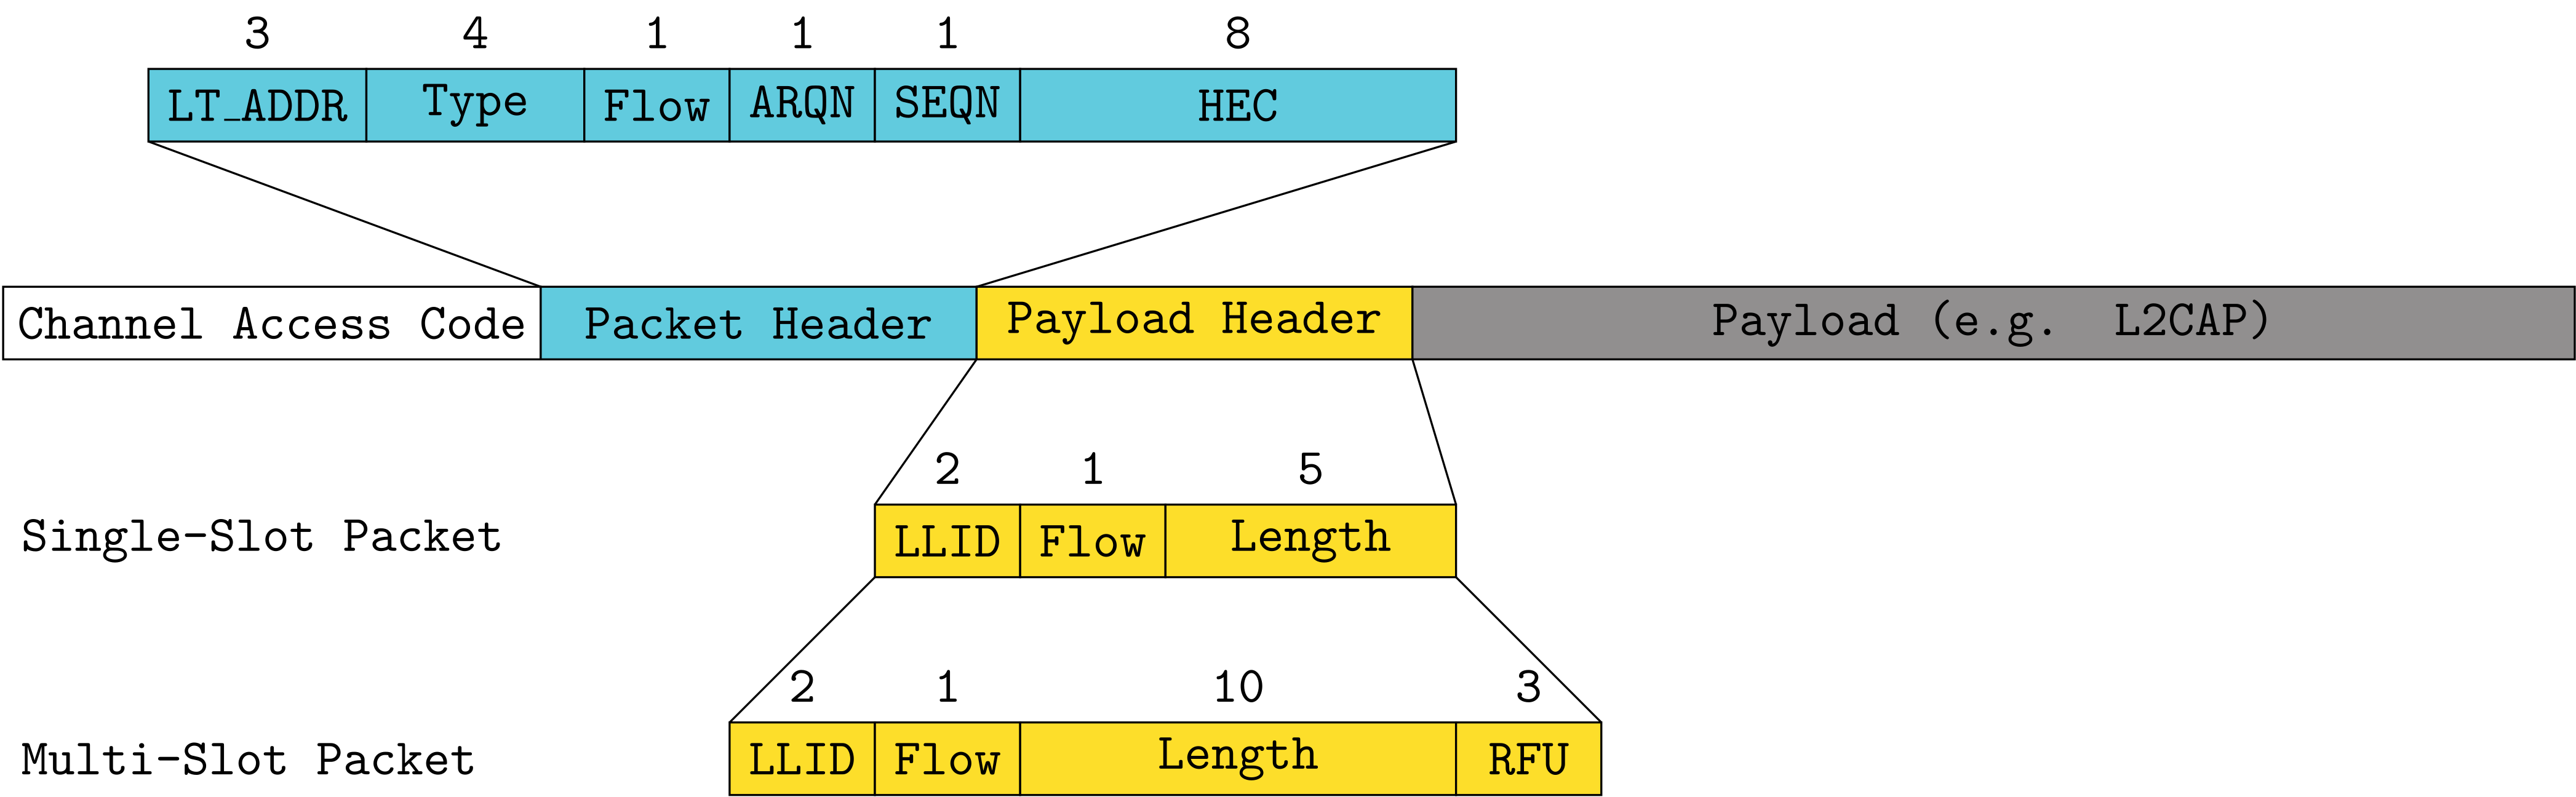 3 4 1 1 1 8
LT_ADDR Type Flow ARQN SEQN HEC
Channel Access Code Packet Header Payload Header Payload (e.g. L2CAP)
2 1 5
Single-Slot Packet LLID Flow Length
2 1 10 3
Multi-Slot Packet LLID Flow Length RFU